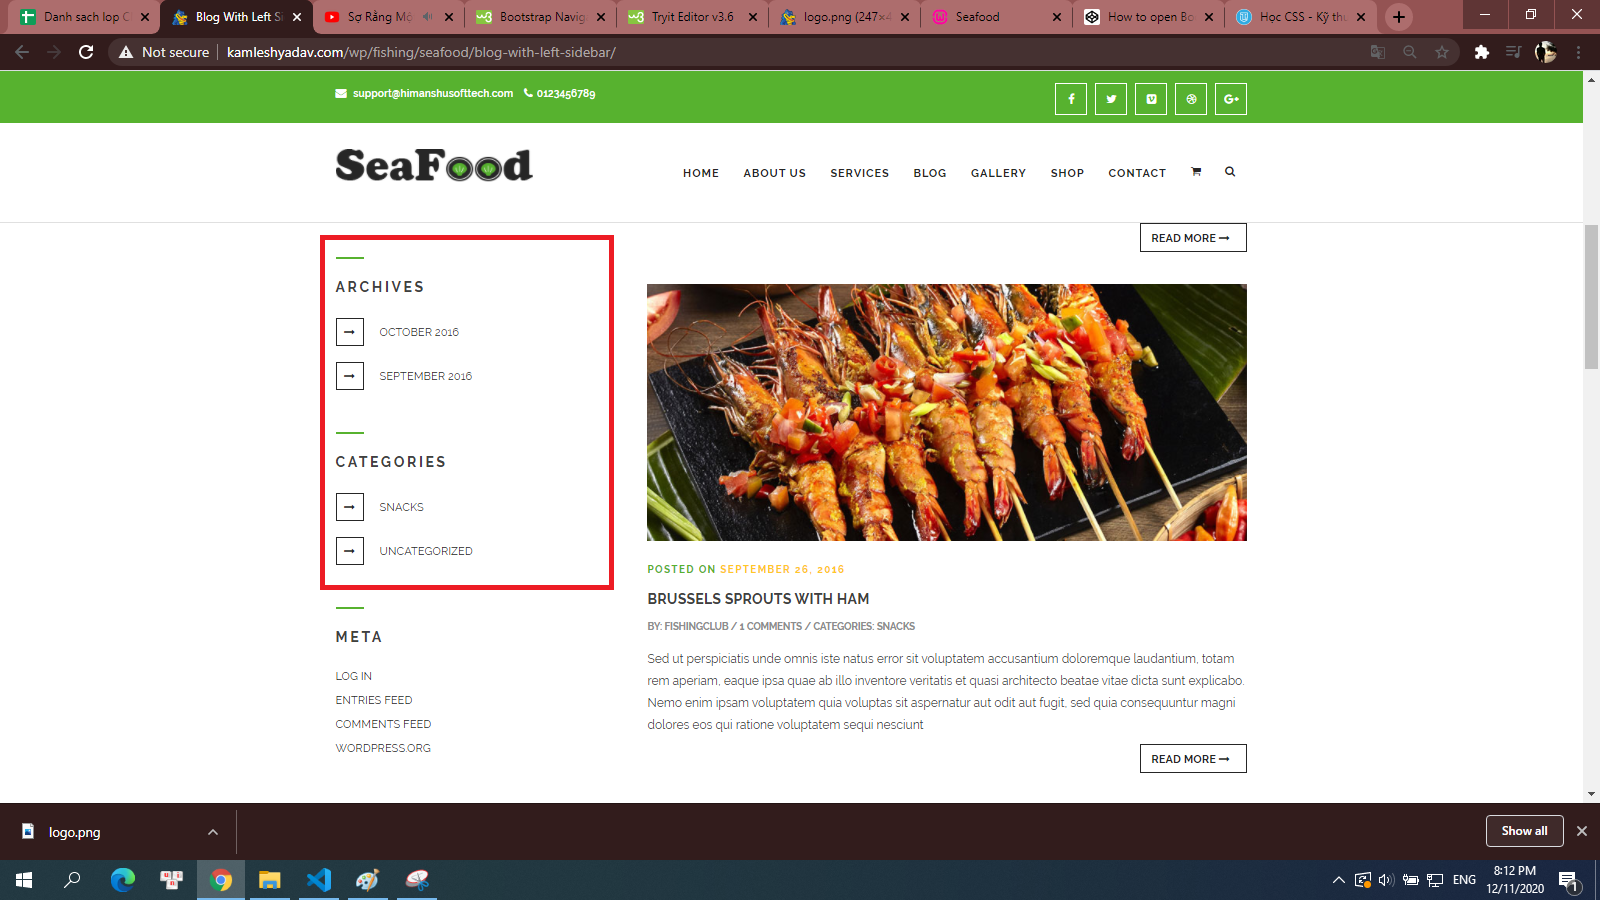 Danh sach lop C
Blog With Left Si
Sợ Rằng Mộ
Bootstrap Navig
Tryit Editor v3.6
logo.png (247×4
Seafood
How to open Bo
Học CSS - Kỹ thu
Not secure
kamleshyadav.com/wp/fishing/seafood/blog-with-left-sidebar/
support@himanshusofttech.com 0123456789
SeaFood
HOME ABOUT US SERVICES BLOG GALLERY SHOP CONTACT
READ MORE
ARCHIVES
OCTOBER 2016
SEPTEMBER 2016
CATEGORIES
SNACKS
UNCATEGORIZED
META
LOG IN
ENTRIES FEED
COMMENTS FEED
WORDPRESS.ORG
POSTED ON SEPTEMBER 26, 2016
BRUSSELS SPROUTS WITH HAM
BY: FISHINGCLUB / 1 COMMENTS / CATEGORIES: SNACKS
Sed ut perspiciatis unde omnis iste natus error sit voluptatem accusantium doloremque laudantium, totam
rem aperiam, eaque ipsa quae ab illo inventore veritatis et quasi architecto beatae vitae dicta sunt explicabo.
Nemo enim ipsam voluptatem quia voluptas sit aspernatur aut odit aut fugit, sed quia consequuntur magni
dolores eos qui ratione voluptatem sequi nesciunt
READ MORE
logo.png
Show all
ENG
8:12 PM
12/11/2020
1